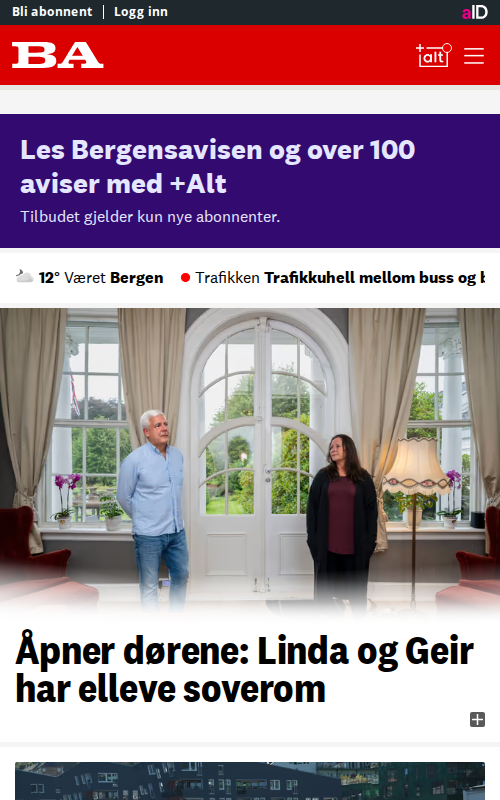 Bli abonnent
Logg inn
aID
BA
+alt
Les Bergensavisen og over 100
aviser med +Alt
Tilbudet gjelder kun nye abonnenter.
12° Været Bergen
Trafikken Trafikkuhell mellom buss og b
Åpner dørene: Linda og Geir
har elleve soverom